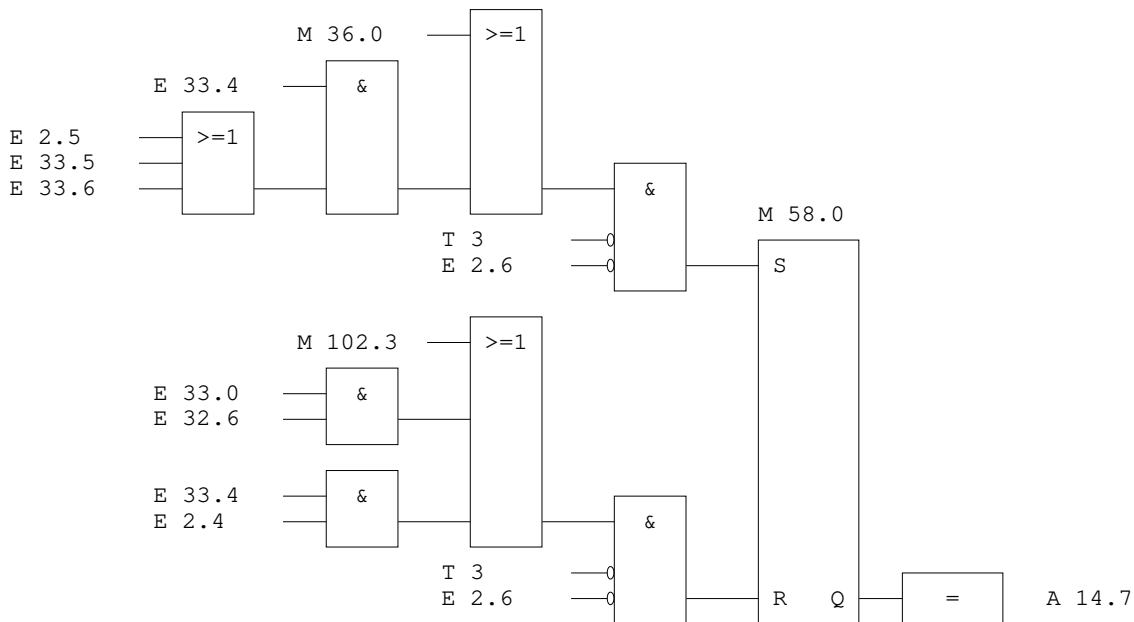 M 36.0 >=1
E 33.4 &
E 2.5 >=1
E 33.5
E 33.6 &
M 58.0
T 3
E 2.6 S
M 102.3 >=1
E 33.0 &
E 32.6
E 33.4 &
E 2.4 &
T 3
E 2.6 R Q = A 14.7